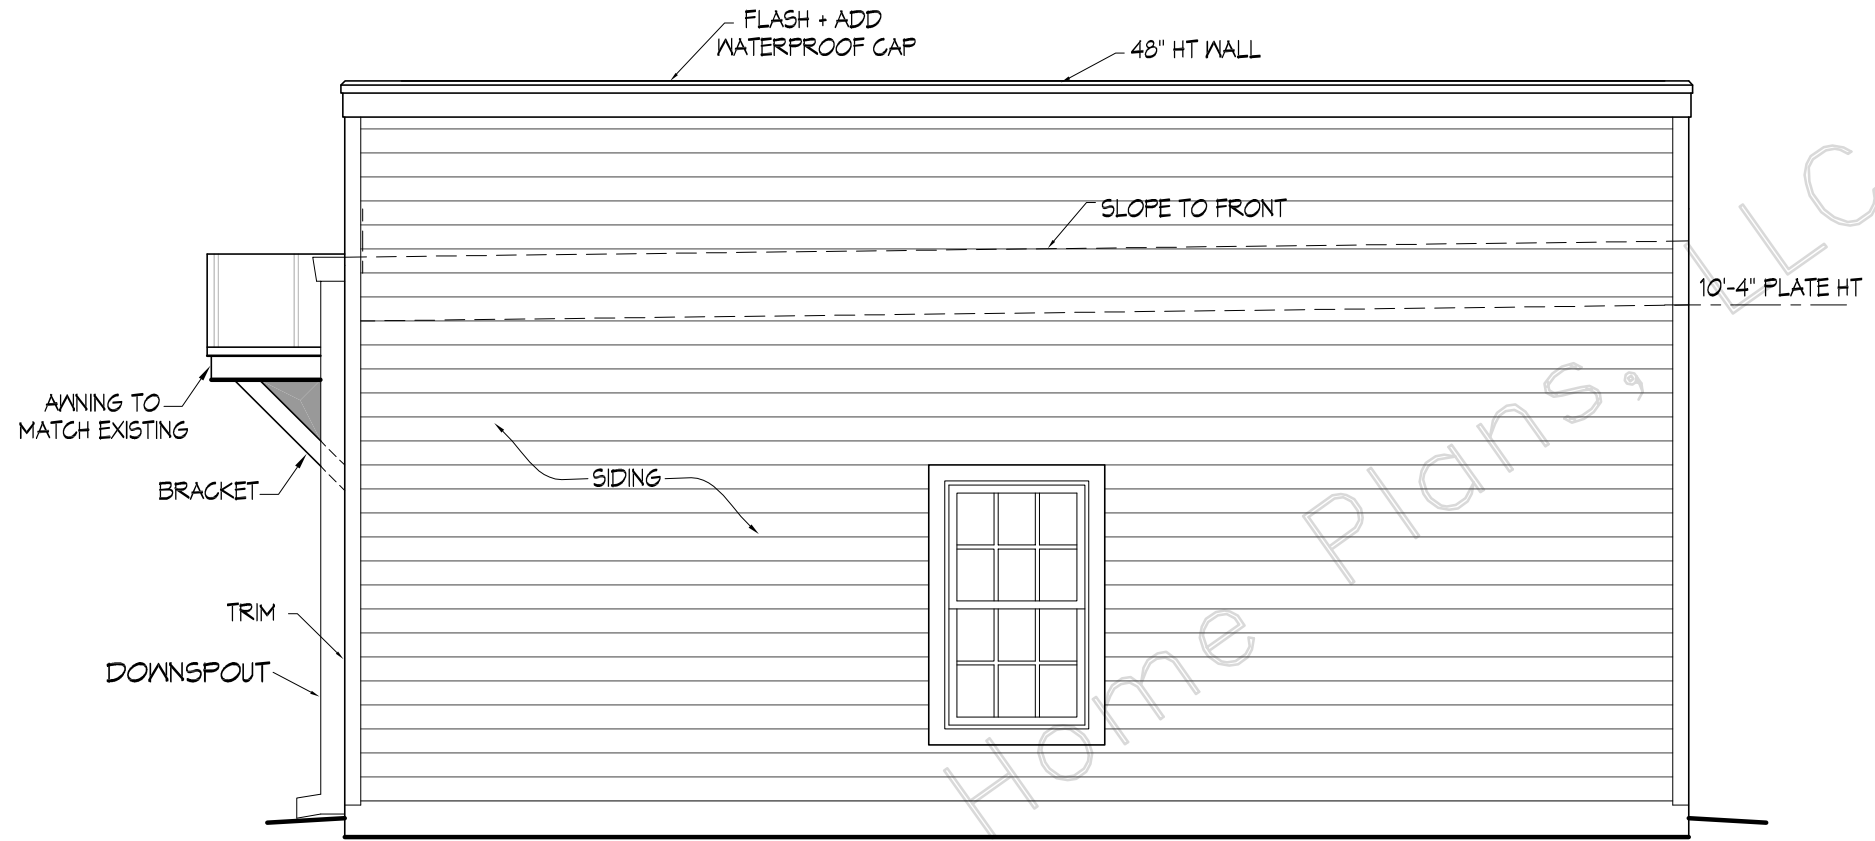 FLASH + ADD
WATERPROOF CAP
48" HT WALL
SLOPE TO FRONT
10'-4" PLATE HT
AWNING TO
MATCH EXISTING
BRACKET
SIDING
TRIM
DOWNSPOUT
Home Plans, LLC